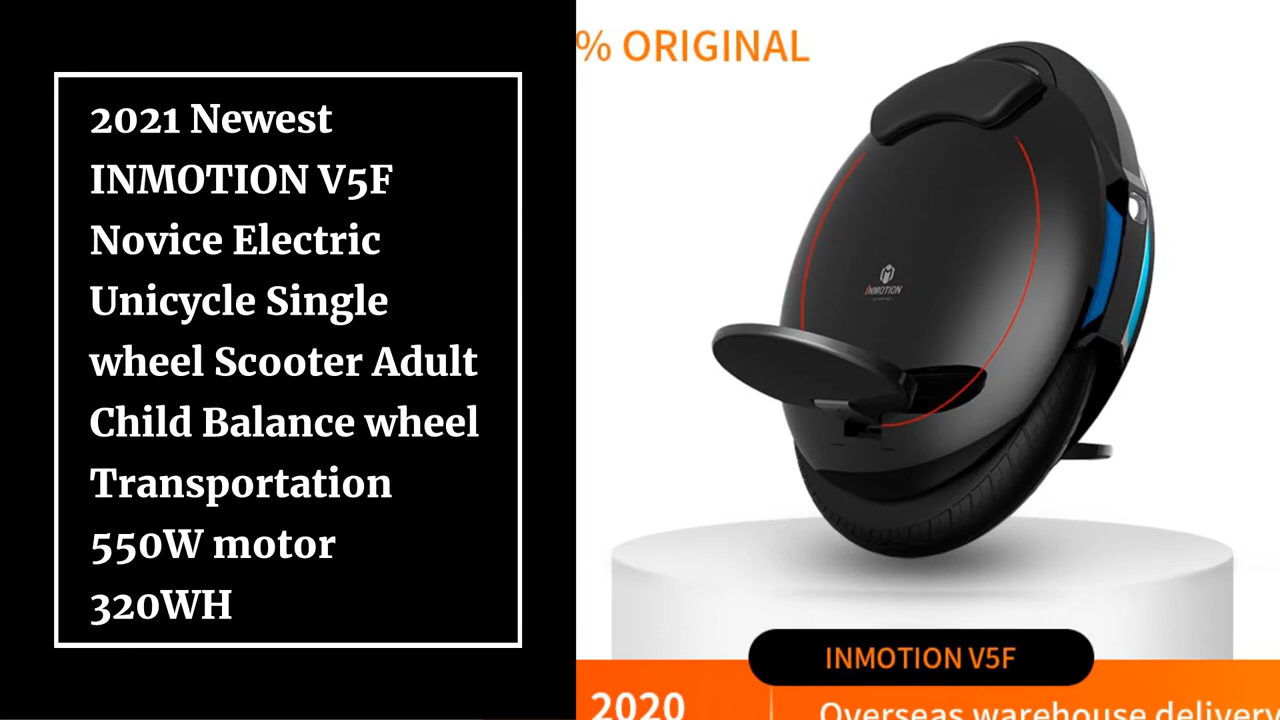 2021 Newest
INMOTION V5F
Novice Electric
Unicycle Single
wheel Scooter Adult
Child Balance wheel
Transportation
550W motor
320WH
% ORIGINAL
INMOTION
INMOTION V5F
2020
Overseas warehouse delivery